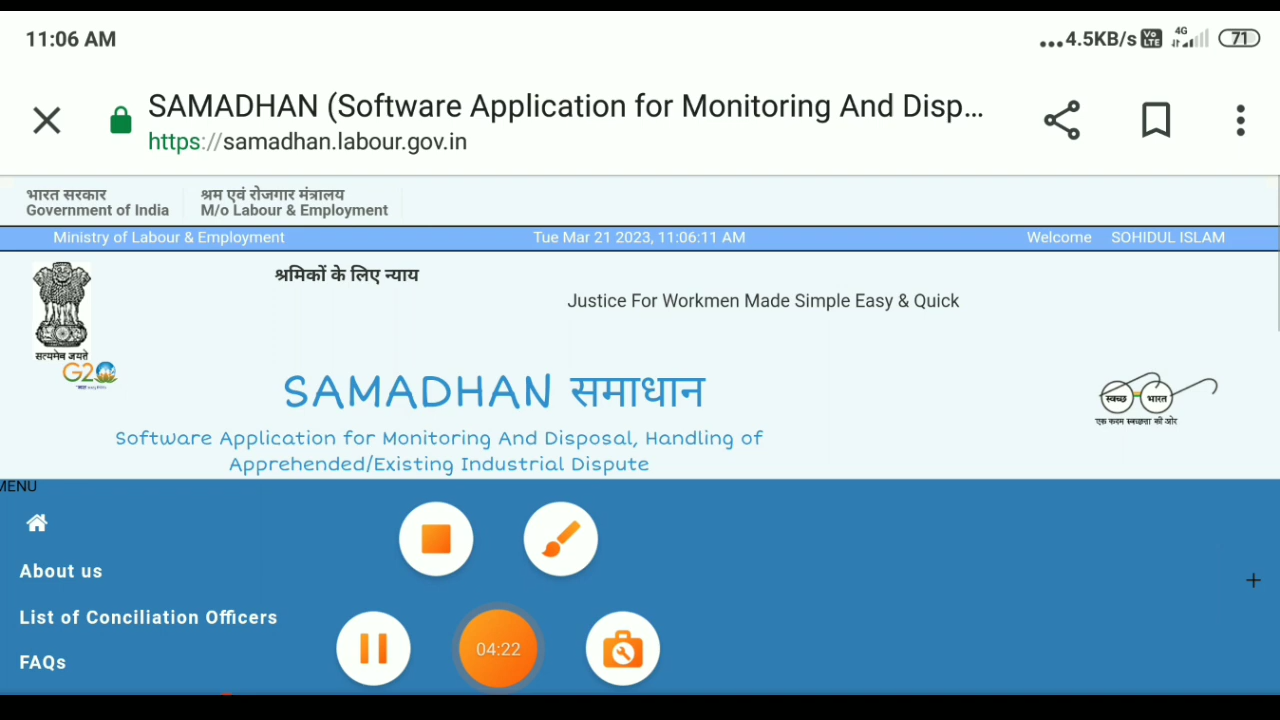 11:06 AM
4.5KB/s Vo LTE 4G 71
SAMADHAN (Software Application for Monitoring And Disp...
https://samadhan.labour.gov.in
भारत सरकार
Government of India
श्रम एवं रोजगार मंत्रालय
M/o Labour & Employment
Ministry of Labour & Employment
Tue Mar 21 2023, 11:06:11 AM
Welcome SOHIDUL ISLAM
श्रमिकों के लिए न्याय
Justice For Workmen Made Simple Easy & Quick
सत्यमेव जयते
G20
SAMADHAN समाधान
Software Application for Monitoring And Disposal, Handling of
Apprehended/Existing Industrial Dispute
स्वच्छ भारत
एक कदम स्वच्छता की ओर
MENU
About us
List of Conciliation Officers
FAQs
04:22